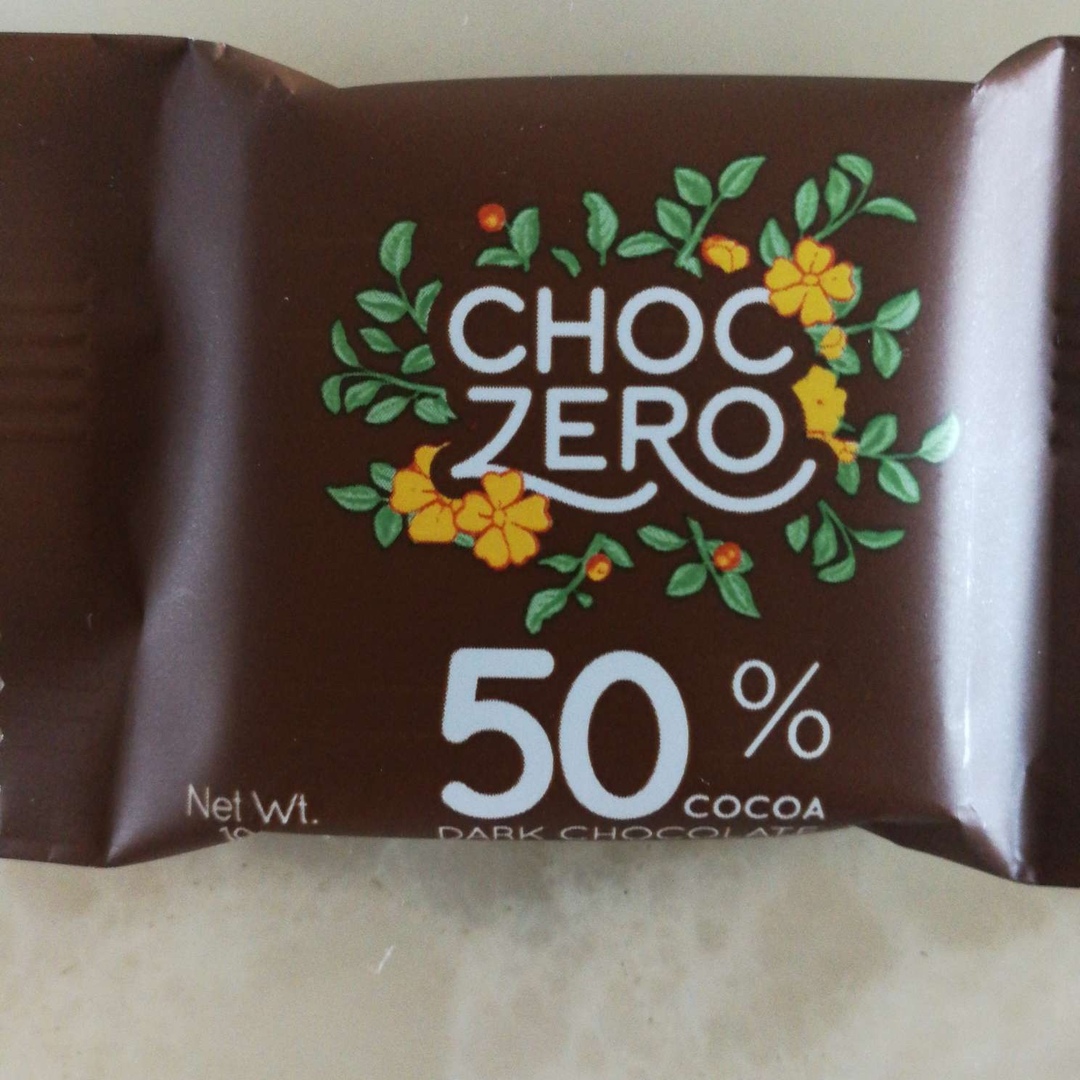 CHOC
ZERO
50 %
COCOA
DARK CHOCOLATE
Net Wt.